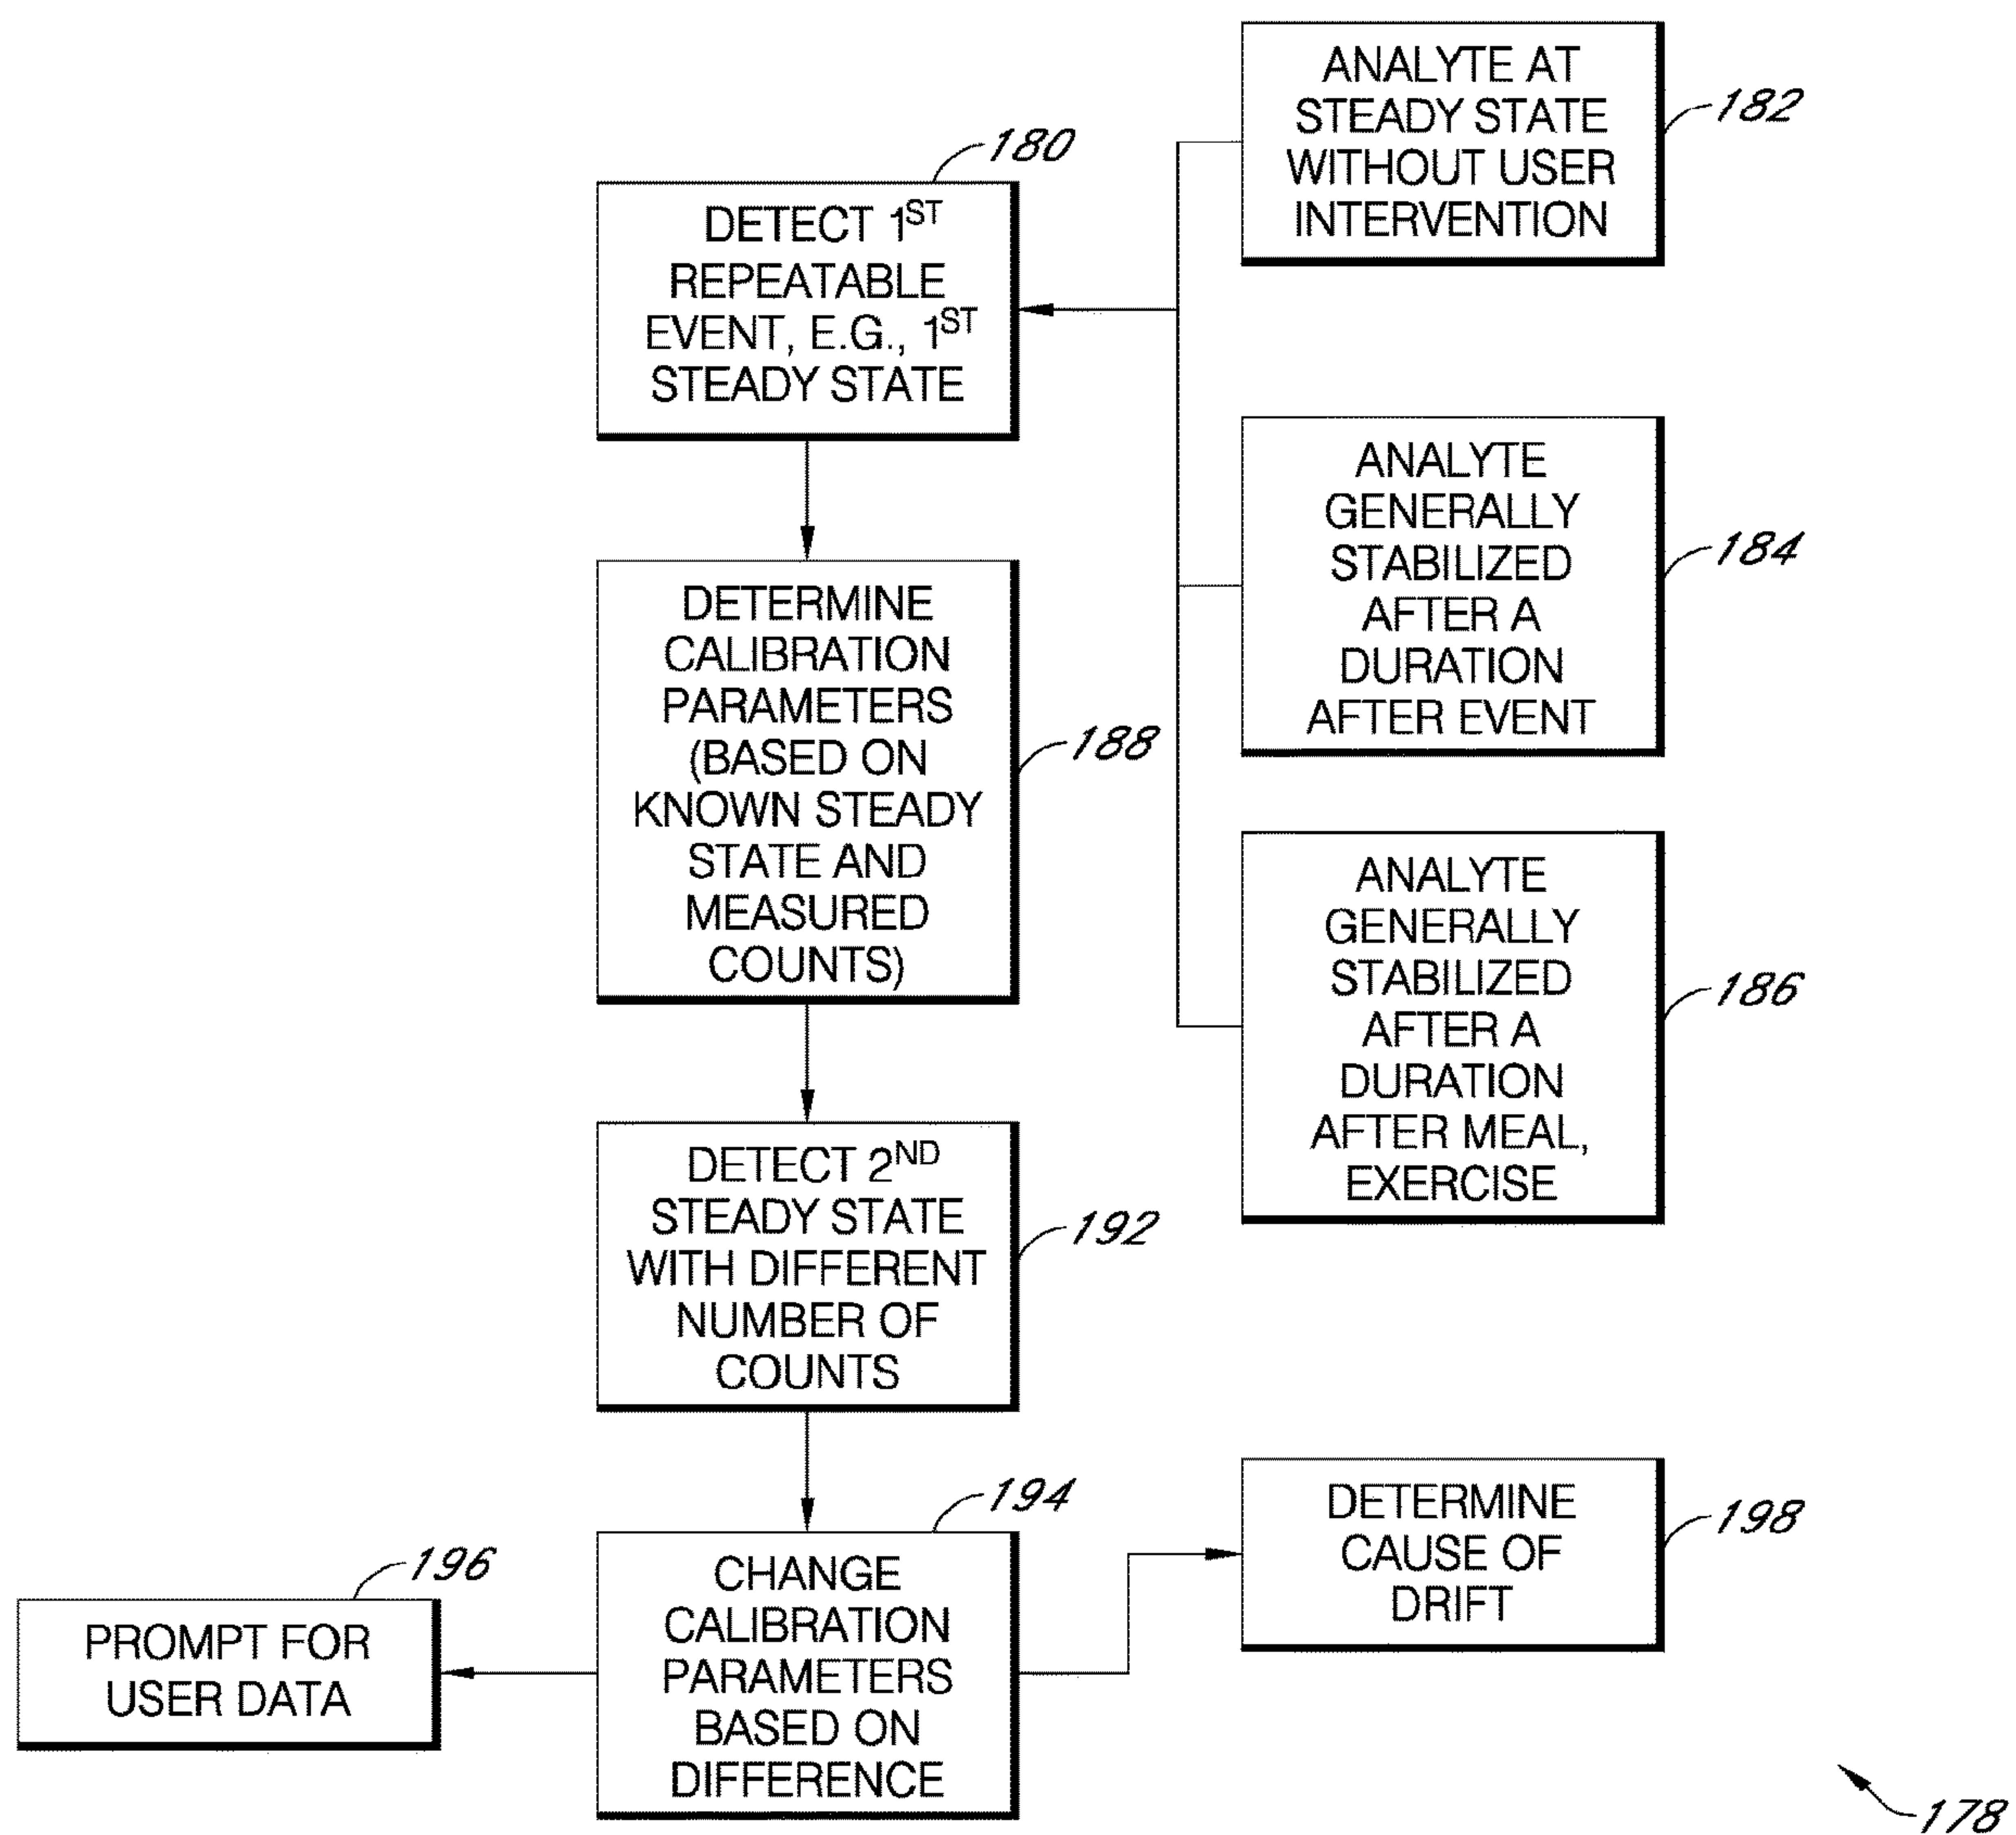 180
DETECT 1ST
REPEATABLE
EVENT, E.G., 1ST
STEADY STATE
ANALYTE AT
STEADY STATE
WITHOUT USER
INTERVENTION
182
ANALYTE
GENERALLY
STABILIZED
AFTER A
DURATION
AFTER EVENT
184
ANALYTE
GENERALLY
STABILIZED
AFTER A
DURATION
AFTER MEAL,
EXERCISE
186
DETERMINE
CALIBRATION
PARAMETERS
(BASED ON
KNOWN STEADY
STATE AND
MEASURED
COUNTS)
188
DETECT 2ND
STEADY STATE
WITH DIFFERENT
NUMBER OF
COUNTS
192
194
CHANGE
CALIBRATION
PARAMETERS
BASED ON
DIFFERENCE
196
PROMPT FOR
USER DATA
DETERMINE
CAUSE OF
DRIFT
198
178